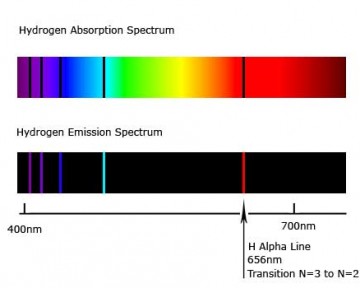 Hydrogen Absorption Spectrum
Hydrogen Emission Spectrum
400nm
700nm
H Alpha Line
656nm
Transition N=3 to N=2